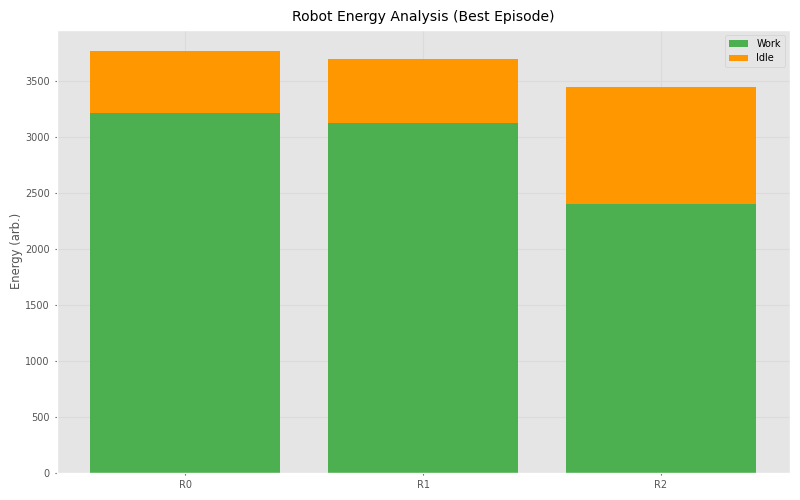 Robot Energy Analysis (Best Episode)
Work
Idle
Energy (arb.)
3500
3000
2500
2000
1500
1000
500
0
R0
R1
R2